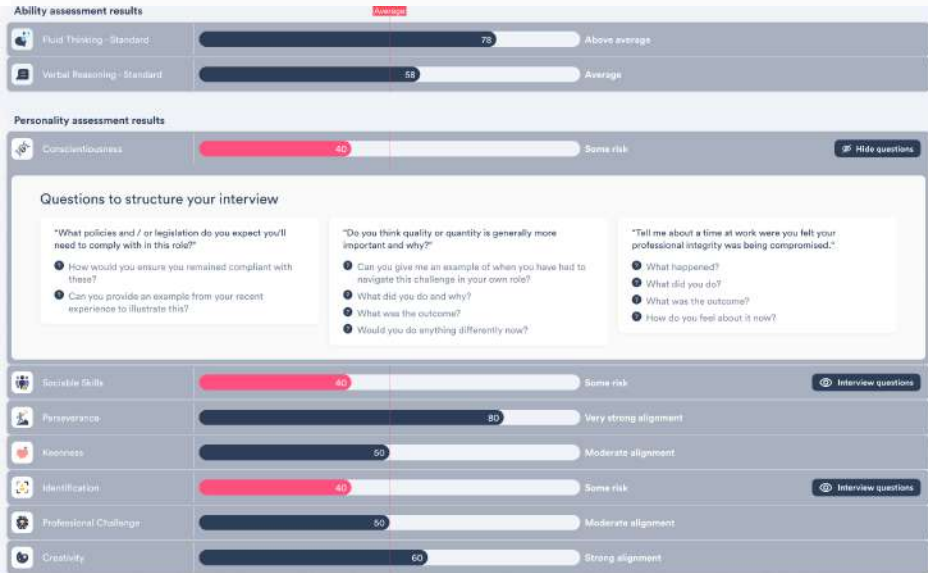 Ability assessment results
Average
Fluid Thinking - Standard
78
Above average
Verbal Reasoning - Standard
58
Average
Personality assessment results
Conscientiousness
40
Some risk
Hide questions
Questions to structure your interview
"What policies and / or legislation do you expect you'll
need to comply with in this role?"
How would you ensure you remained compliant with
these?
Can you provide an example from your recent
experience to illustrate this?
"Do you think quality or quantity is generally more
important and why?"
Can you give me an example of when you have had to
navigate this challenge in your own role?
What did you do and why?
What was the outcome?
Would you do anything differently now?
"Tell me about a time at work were you felt your
professional integrity was being compromised."
What happened?
What did you do?
What was the outcome?
How do you feel about it now?
Sociable Skills
40
Some risk
Interview questions
Perseverance
80
Very strong alignment
Keenness
50
Moderate alignment
Identification
40
Some risk
Interview questions
Professional Challenge
50
Moderate alignment
Creativity
60
Strong alignment